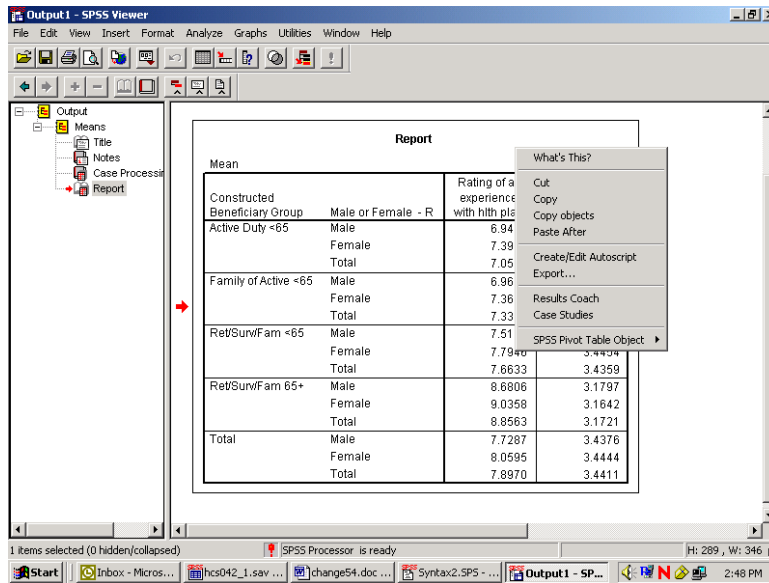 Output1 - SPSS Viewer
File Edit View Insert Format Analyze Graphs Utilities Window Help
Output
Means
Title
Notes
Case Processin
Report
Report
Mean
Constructed
Beneficiary Group
Male or Female - R
Rating of a
experience
with hlth pla
Active Duty <65 Male 6.94
Female 7.39
Total 7.05
Family of Active <65 Male 6.96
Female 7.36
Total 7.33
Ret/Surv/Fam <65 Male 7.51
Female 7.7946 3.4454
Total 7.6633 3.4359
Ret/Surv/Fam 65+ Male 8.6806 3.1797
Female 9.0358 3.1642
Total 8.8563 3.1721
Total Male 7.7287 3.4376
Female 8.0595 3.4444
Total 7.8970 3.4411
What's This?
Cut
Copy
Copy objects
Paste After
Create/Edit Autoscript
Export...
Results Coach
Case Studies
SPSS Pivot Table Object
1 items selected (0 hidden/collapsed)
SPSS Processor is ready
H: 289 , W: 346
Start
Inbox - Micros...
hcs042_1.sav ...
change54.doc ...
Syntax2.SPS - ...
Output1 - SP...
2:48 PM